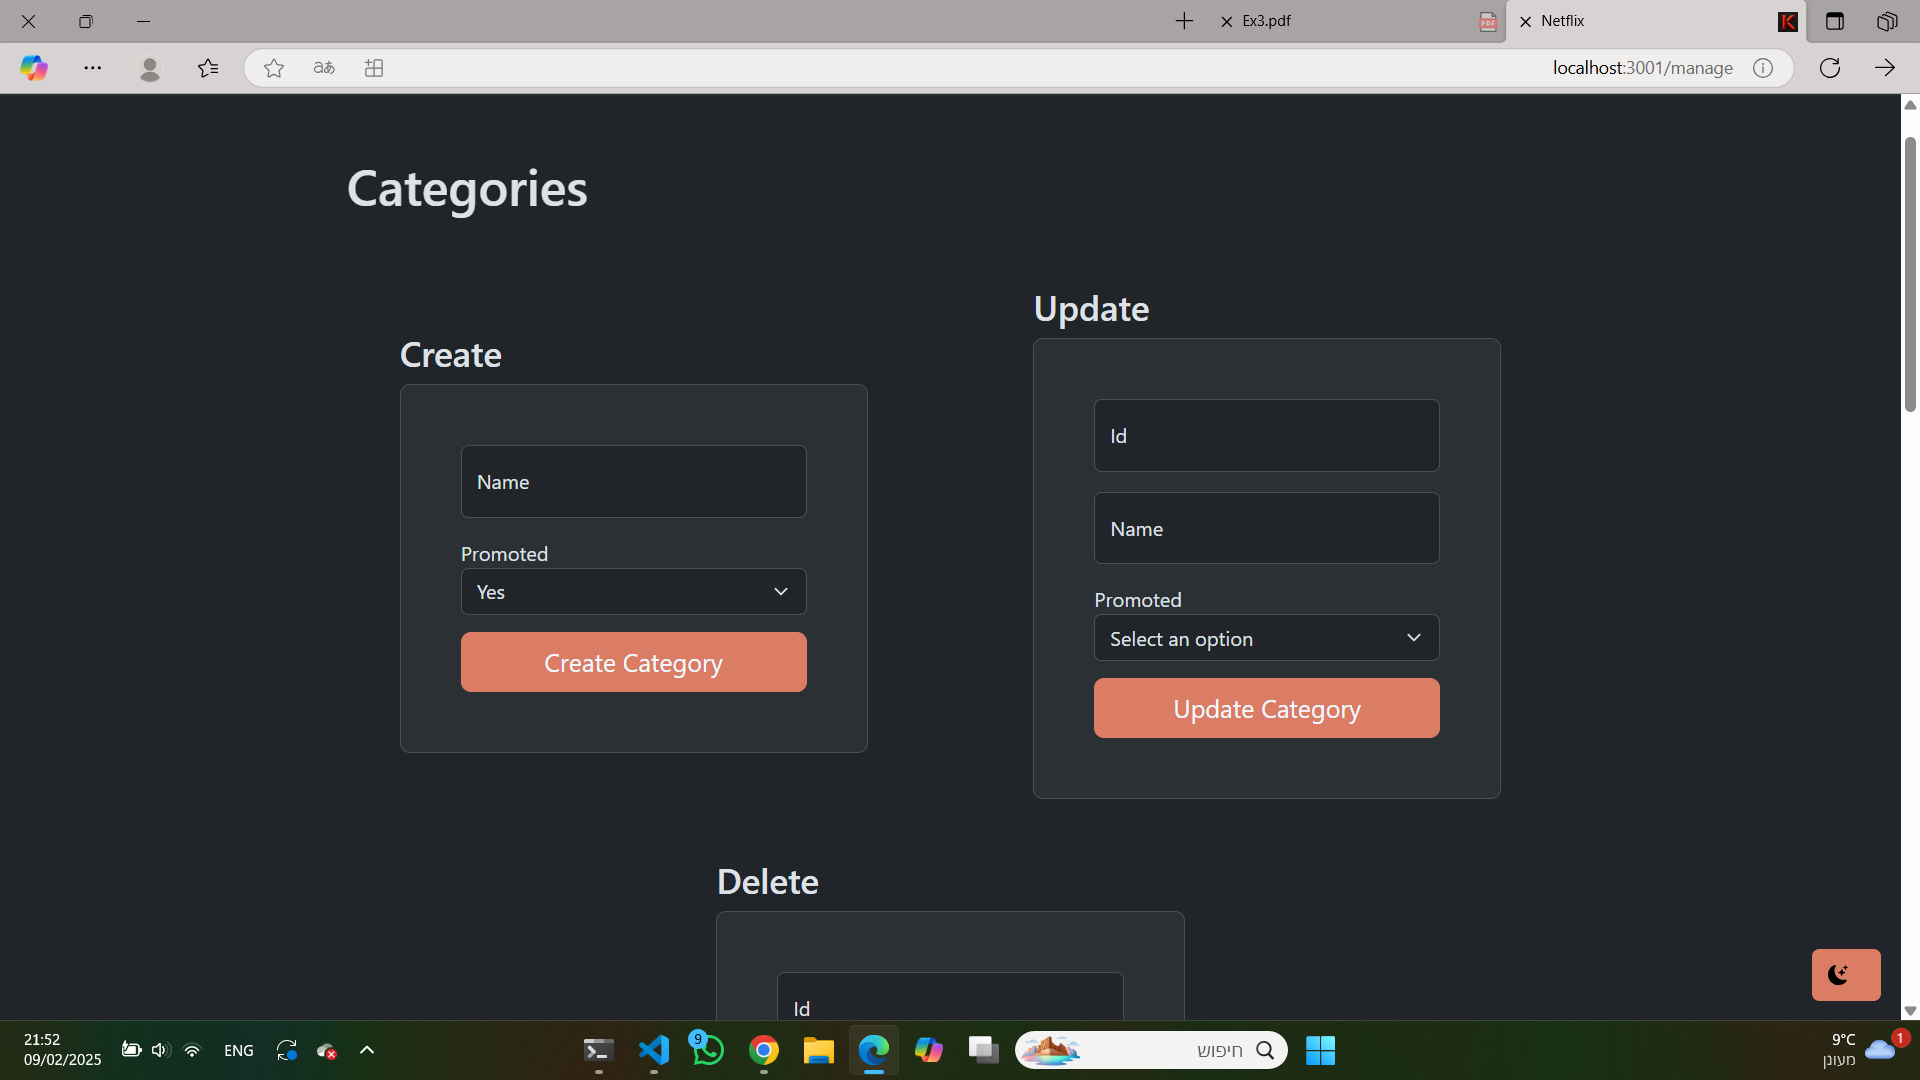 Ex3.pdf
Netflix
localhost:3001/manage
Categories
Create
Name
Promoted
Yes
Create Category
Update
Id
Name
Promoted
Select an option
Update Category
Delete
Id
21:52
09/02/2025
ENG
9
חיפוש
9°C
מעונן
1